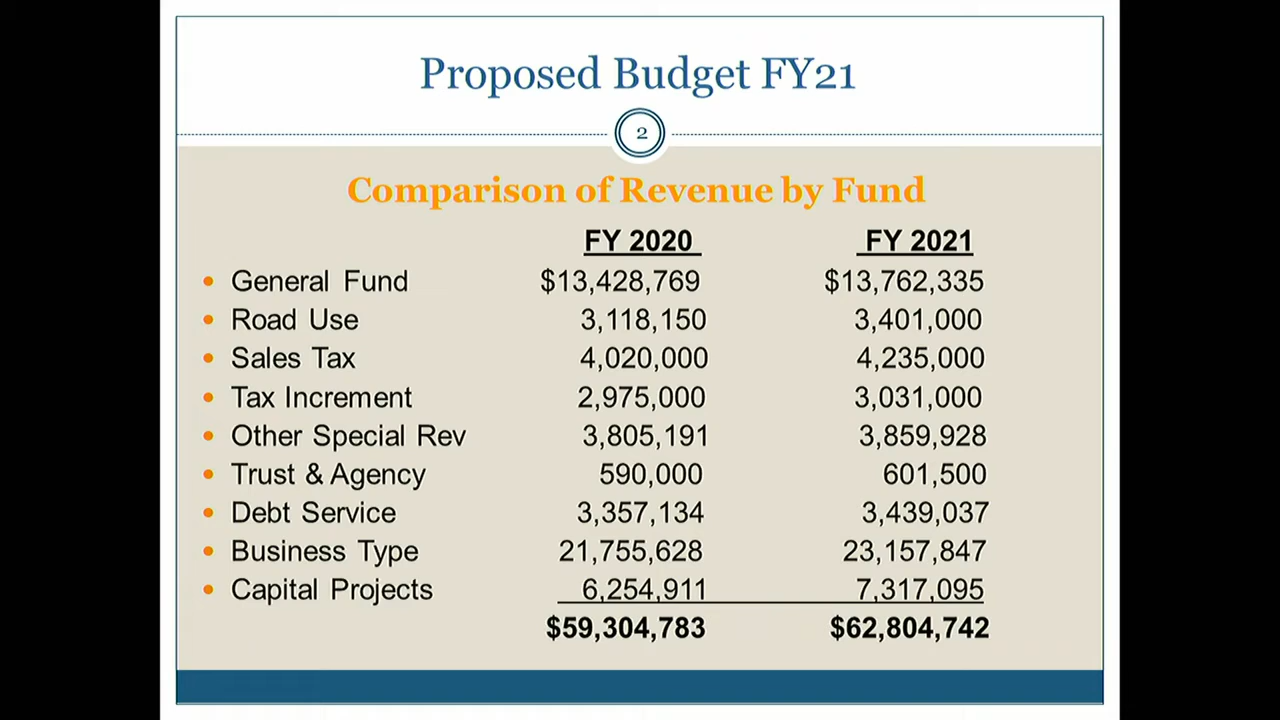 Proposed Budget FY21
2
Comparison of Revenue by Fund
FY 2020 FY 2021
• General Fund $13,428,769 $13,762,335
• Road Use 3,118,150 3,401,000
• Sales Tax 4,020,000 4,235,000
• Tax Increment 2,975,000 3,031,000
• Other Special Rev 3,805,191 3,859,928
• Trust & Agency 590,000 601,500
• Debt Service 3,357,134 3,439,037
• Business Type 21,755,628 23,157,847
• Capital Projects 6,254,911 7,317,095
$59,304,783 $62,804,742